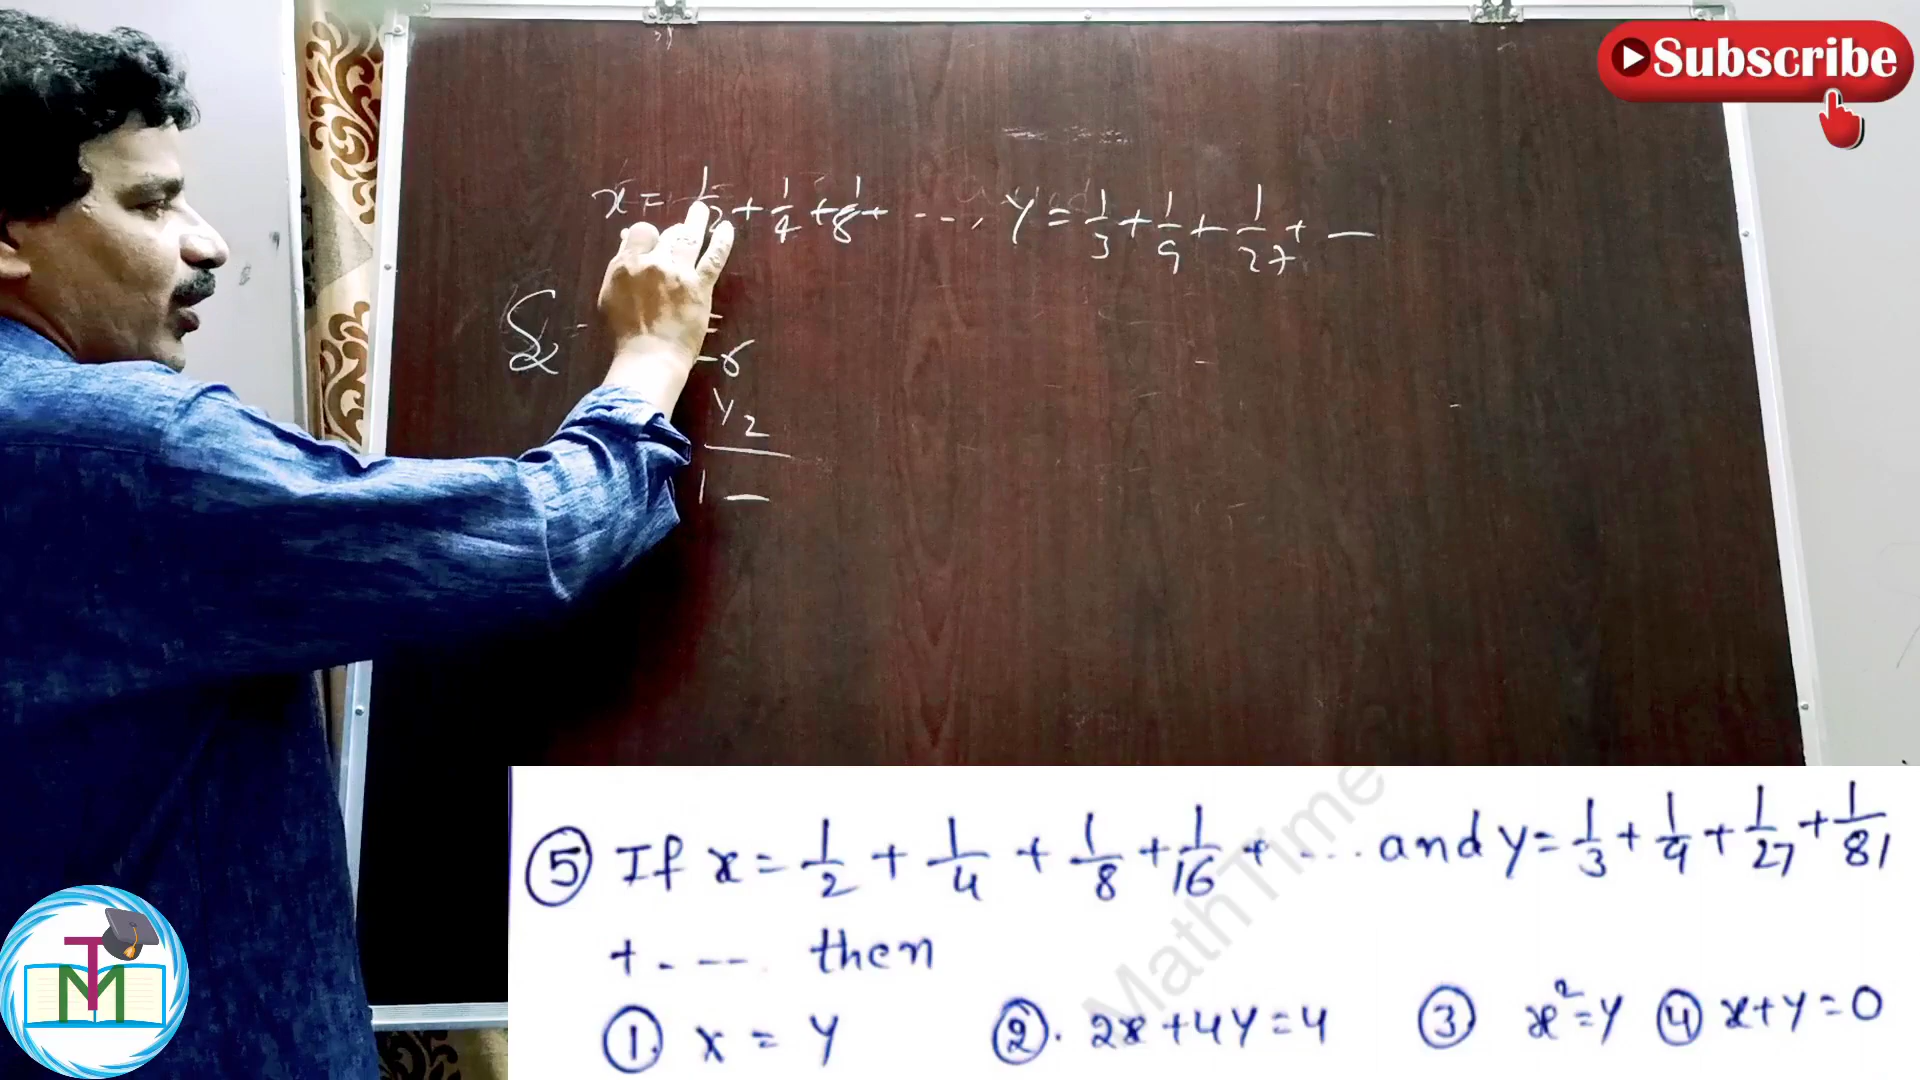 Subscribe
x = 1/2 + 1/4 + 1/8 + ---, y = 1/3 + 1/9 + 1/27 + —
S∞ =
-r
1/2
1 —
⑤ If x = 1/2 + 1/4 + 1/8 + 1/16 + .... and y = 1/3 + 1/9 + 1/27 + 1/81
+ . --- then
① x = y ② 2x + 4y = 4 ③ x² = y ④ x + y = 0
MathTime
TM